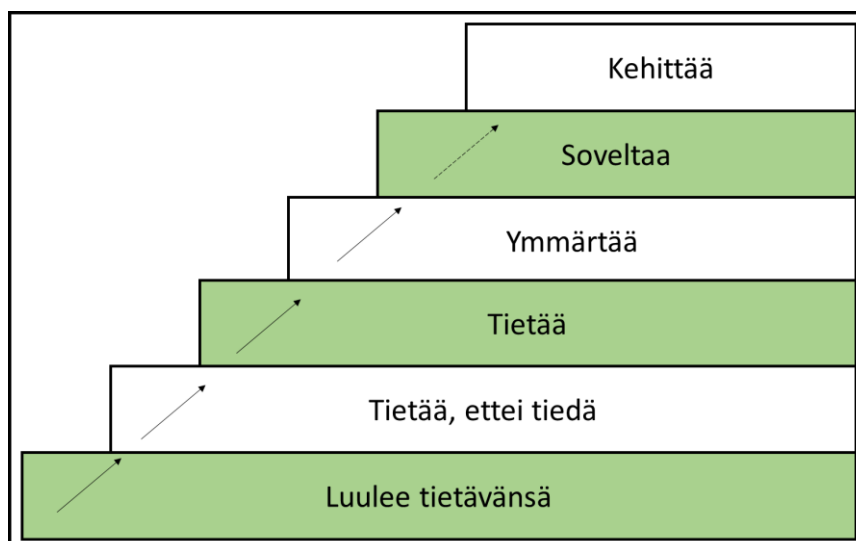 Kehittää
Soveltaa
Ymmärtää
Tietää
Tietää, ettei tiedä
Luulee tietävänsä